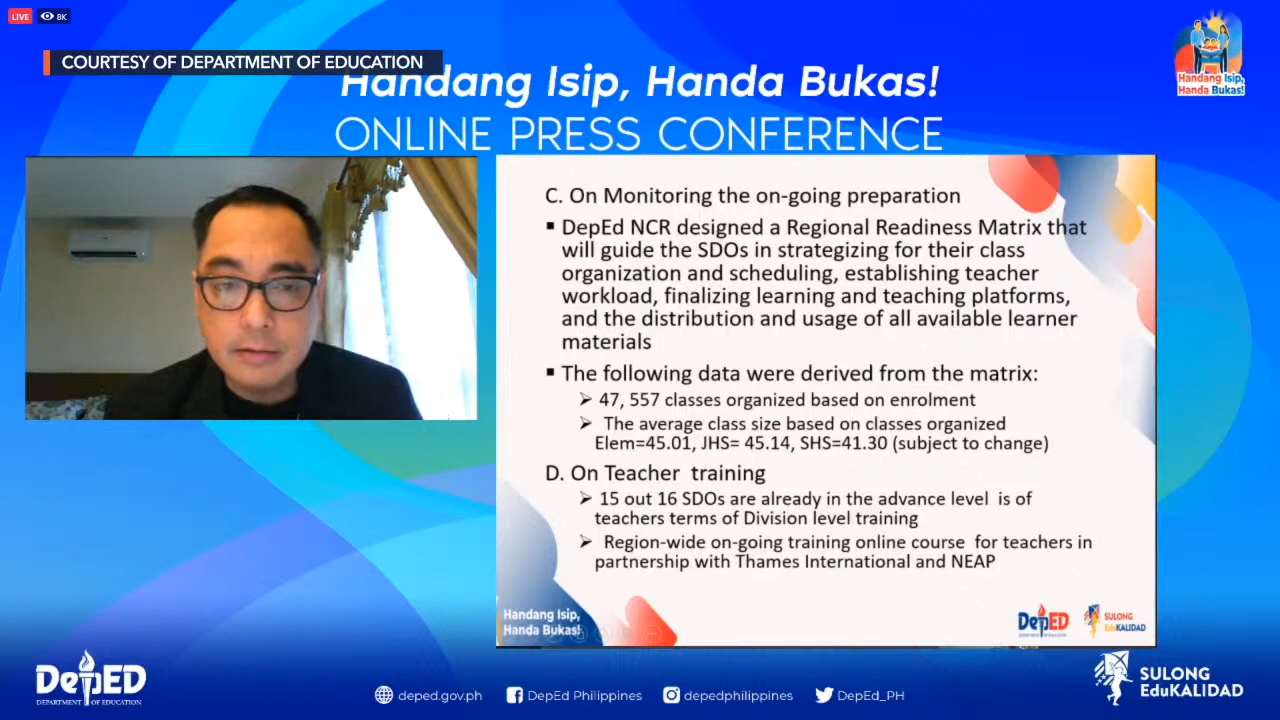 LIVE 8K
COURTESY OF DEPARTMENT OF EDUCATION
Handang Isip, Handa Bukas!
ONLINE PRESS CONFERENCE
Handang Isip,
Handa Bukas!
C. On Monitoring the on-going preparation
▪ DepEd NCR designed a Regional Readiness Matrix that
will guide the SDOs in strategizing for their class
organization and scheduling, establishing teacher
workload, finalizing learning and teaching platforms,
and the distribution and usage of all available learner
materials
▪ The following data were derived from the matrix:
➢ 47, 557 classes organized based on enrolment
➢ The average class size based on classes organized
Elem=45.01, JHS= 45.14, SHS=41.30 (subject to change)
D. On Teacher training
➢ 15 out 16 SDOs are already in the advance level is of
teachers terms of Division level training
➢ Region-wide on-going training online course for teachers in
partnership with Thames International and NEAP
Handang Isip,
Handa Bukas!
DepED
DEPARTMENT OF EDUCATION
SULONG
EduKALIDAD
DepED
DEPARTMENT OF EDUCATION
deped.gov.ph DepEd Philippines depedphilippines DepEd_PH
SULONG
EduKALIDAD